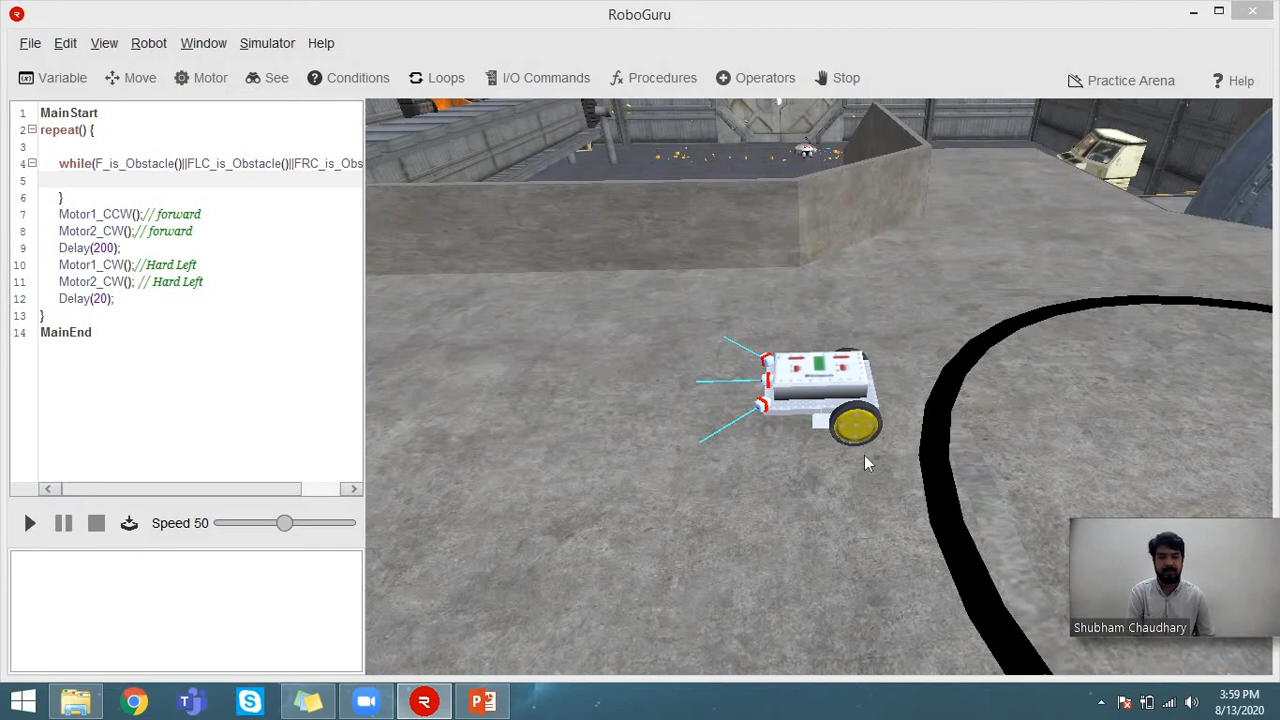 RoboGuru
File Edit View Robot Window Simulator Help
Variable Move Motor See Conditions Loops I/O Commands Procedures Operators Stop Practice Arena Help
1 MainStart
2 repeat() {
3
4 while(F_is_Obstacle()||FLC_is_Obstacle()||FRC_is_Obs
5
6 }
7 Motor1_CCW();// forward
8 Motor2_CW();// forward
9 Delay(200);
10 Motor1_CW();//Hard Left
11 Motor2_CW(); // Hard Left
12 Delay(20);
13 }
14 MainEnd
Speed 50
Shubham Chaudhary
3:59 PM
8/13/2020